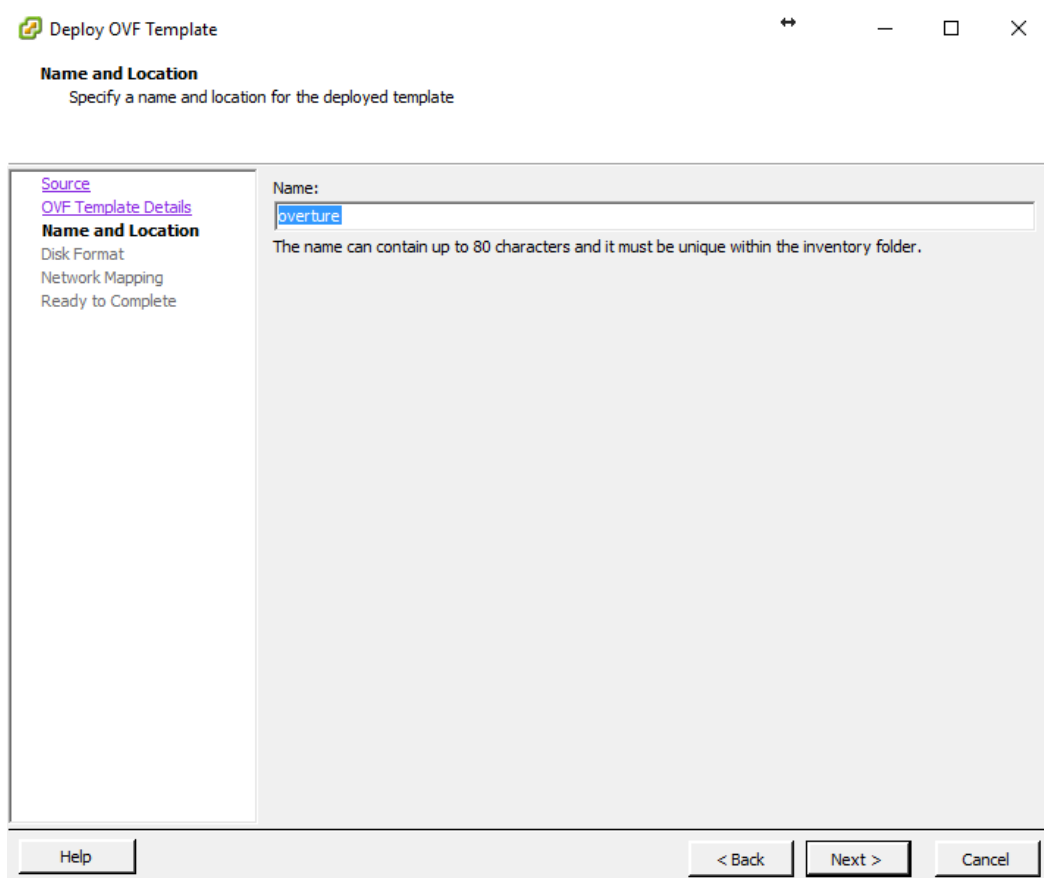 Deploy OVF Template
Name and Location
Specify a name and location for the deployed template
Source
OVF Template Details
Name and Location
Disk Format
Network Mapping
Ready to Complete
Name:
overture
The name can contain up to 80 characters and it must be unique within the inventory folder.
Help
< Back
Next >
Cancel